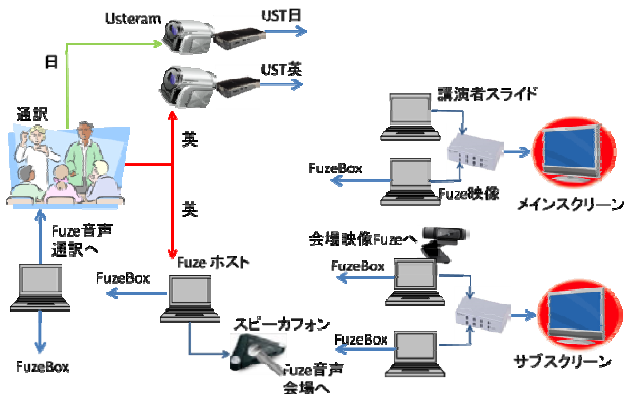 Usteram
UST日
日
UST英
通訳
英
講演者スライド
FuzeBox
Fuze映像
メインスクリーン
英
Fuze音声
通訳へ
Fuze ホスト
会場映像Fuzeへ
FuzeBox
FuzeBox
スピーカフォン
FuzeBox
FuzeBox
Fuze音声
会場へ
サブスクリーン